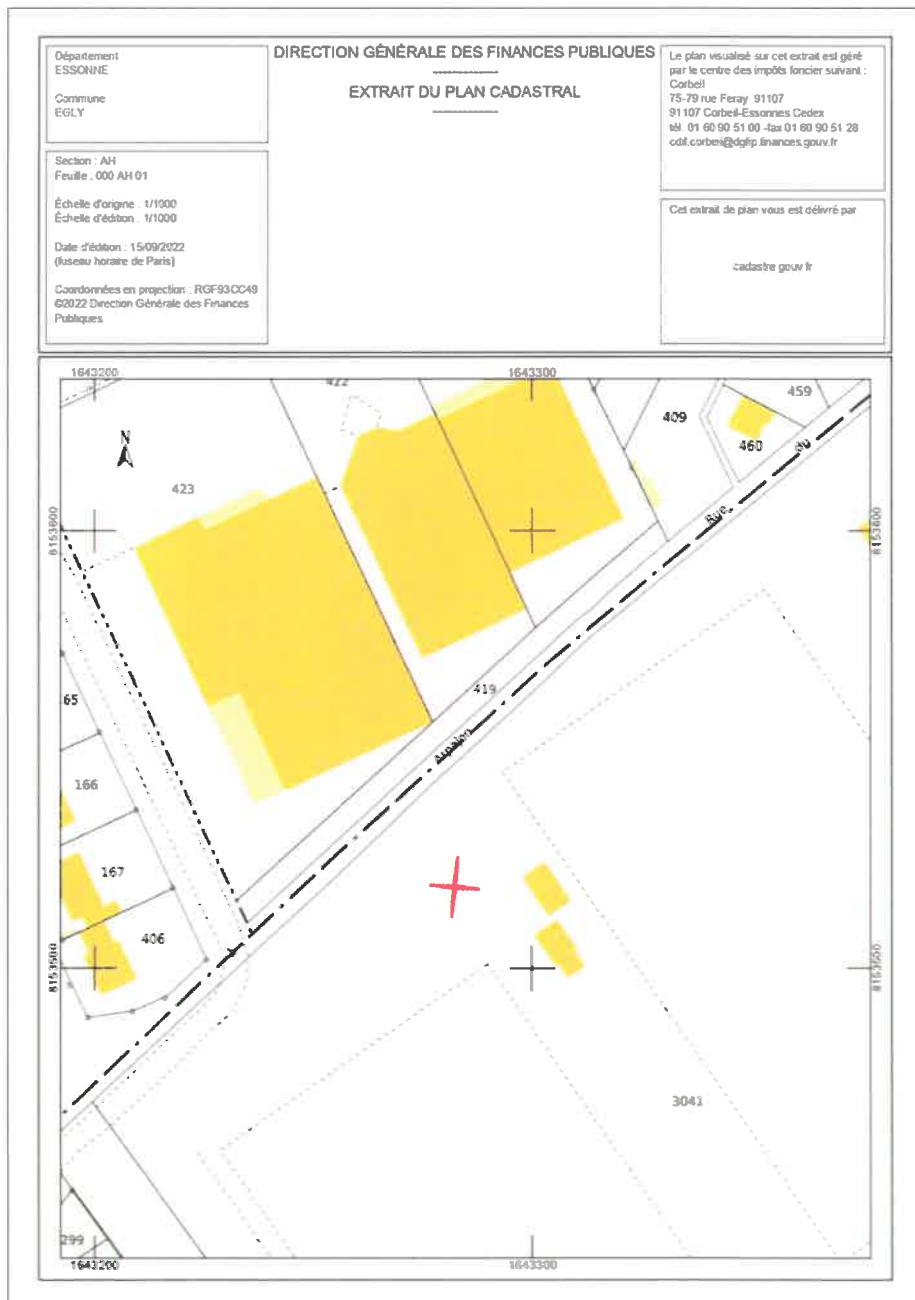 Département
ESSONNE
Commune
EGLY
Section : AH
Feuille : 000 AH 01
Échelle d'origine : 1/1000
Échelle d'édition : 1/1000
Date d'édition : 15/09/2022
(fuseau horaire de Paris)
Coordonnées en projection : RGF93CC49
©2022 Direction Générale des Finances
Publiques
DIRECTION GÉNÉRALE DES FINANCES PUBLIQUES
EXTRAIT DU PLAN CADASTRAL
Le plan visualisé sur cet extrait est géré
par le centre des impôts foncier suivant :
Corbeil
75-79 rue Feray 91107
91107 Corbeil-Essonnes Cedex
tél. 01 60 90 51 00 -fax 01 60 90 51 28
cdif.corbeil@dgfip.finances.gouv.fr
Cet extrait de plan vous est délivré par
cadastre gouv fr
1643200
1643300
459
409
460
du
N
423
Rue
8153600
8153600
419
65
Arpajon
166
167
406
8153500
8153500
3041
299
1643200
1643300